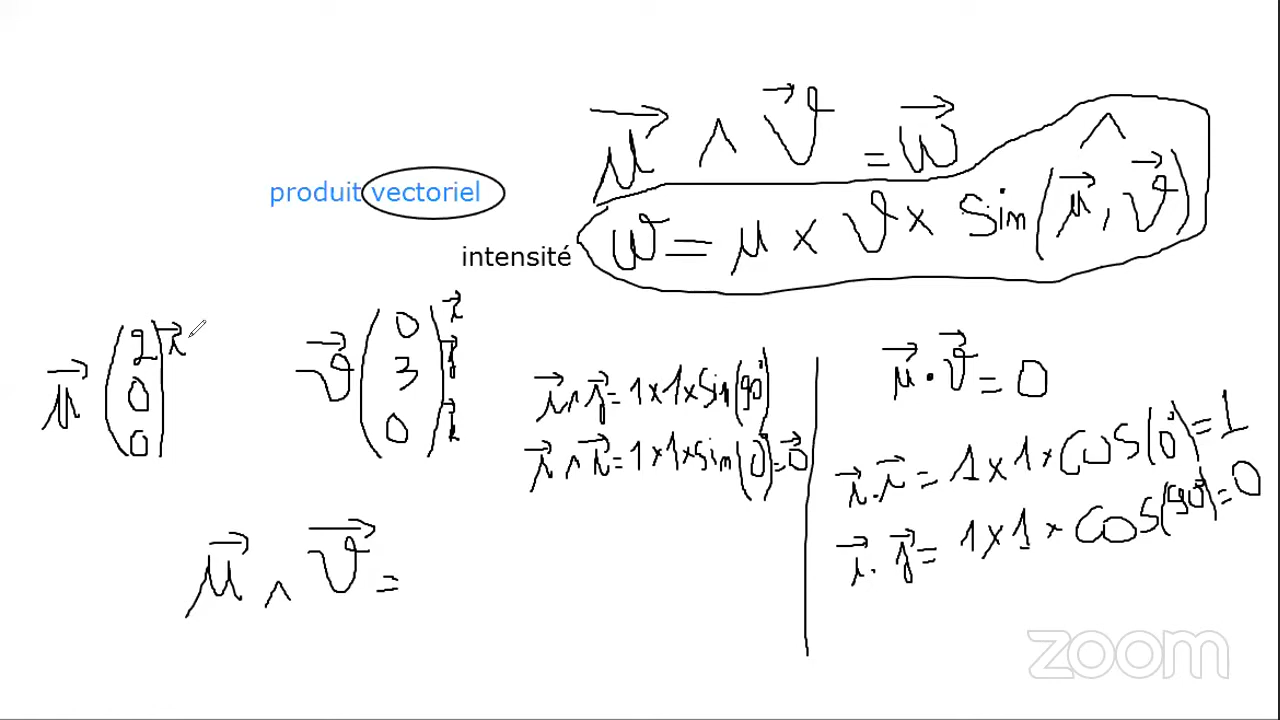 μ⃗ ∧ v⃗ = w⃗
produit vectoriel
intensité w = μ × v × sin(μ⃗, v⃗)
μ⃗ (2 0 0) i⃗
v⃗ (0 3 0) i⃗ j⃗ k⃗
i⃗ ∧ j⃗ = 1×1×sin(90°)
i⃗ ∧ i⃗ = 1×1×sin(0°) = 0⃗
μ⃗ ∧ v⃗ =
μ⃗ · v⃗ = 0
i⃗ · i⃗ = 1×1×cos(0°) = 1
i⃗ · j⃗ = 1×1×cos(90°) = 0
zoom